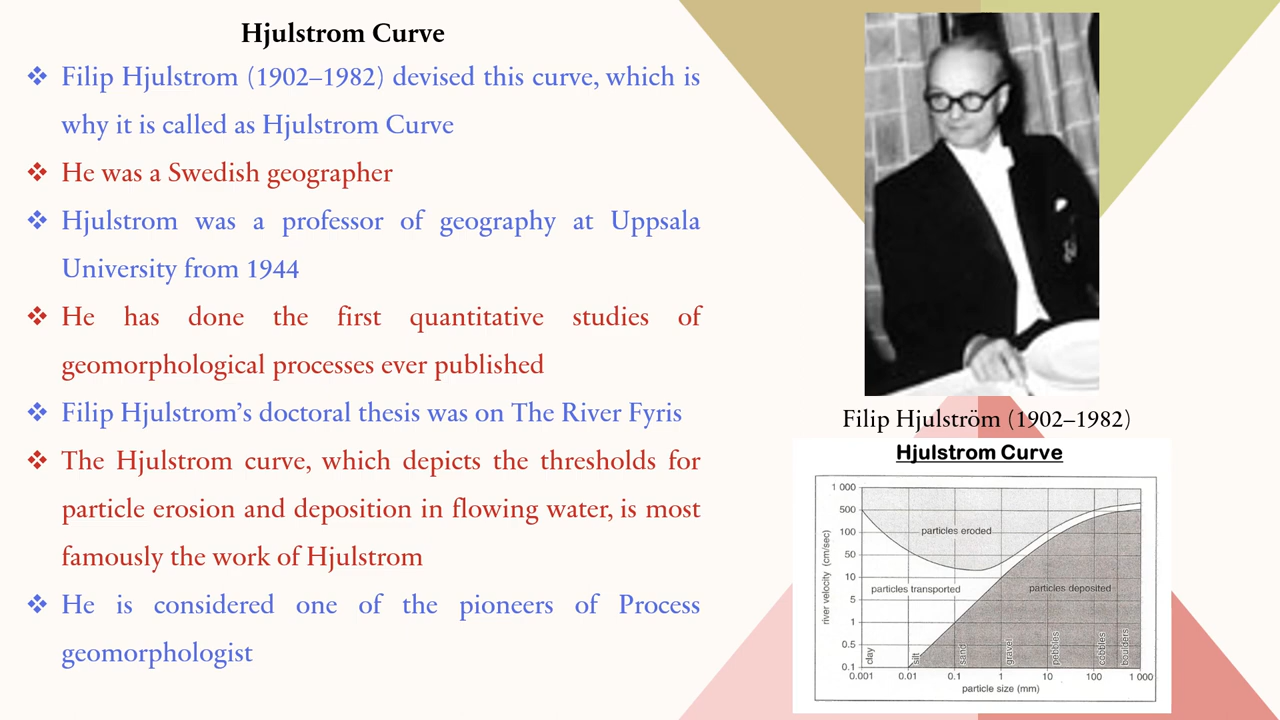 Hjulstrom Curve
❖ Filip Hjulstrom (1902–1982) devised this curve, which is
why it is called as Hjulstrom Curve
❖ He was a Swedish geographer
❖ Hjulstrom was a professor of geography at Uppsala
University from 1944
❖ He has done the first quantitative studies of
geomorphological processes ever published
❖ Filip Hjulstrom’s doctoral thesis was on The River Fyris
❖ The Hjulstrom curve, which depicts the thresholds for
particle erosion and deposition in flowing water, is most
famously the work of Hjulstrom
❖ He is considered one of the pioneers of Process
geomorphologist
Filip Hjulström (1902–1982)
Hjulstrom Curve
river velocity (cm/sec)
1 000
500
100
50
10
5
1
0.5
0.1
particles eroded
particles transported
particles deposited
clay
silt
sand
gravel
pebbles
cobbles
boulders
0.001 0.01 0.1 1 10 100 1 000
particle size (mm)